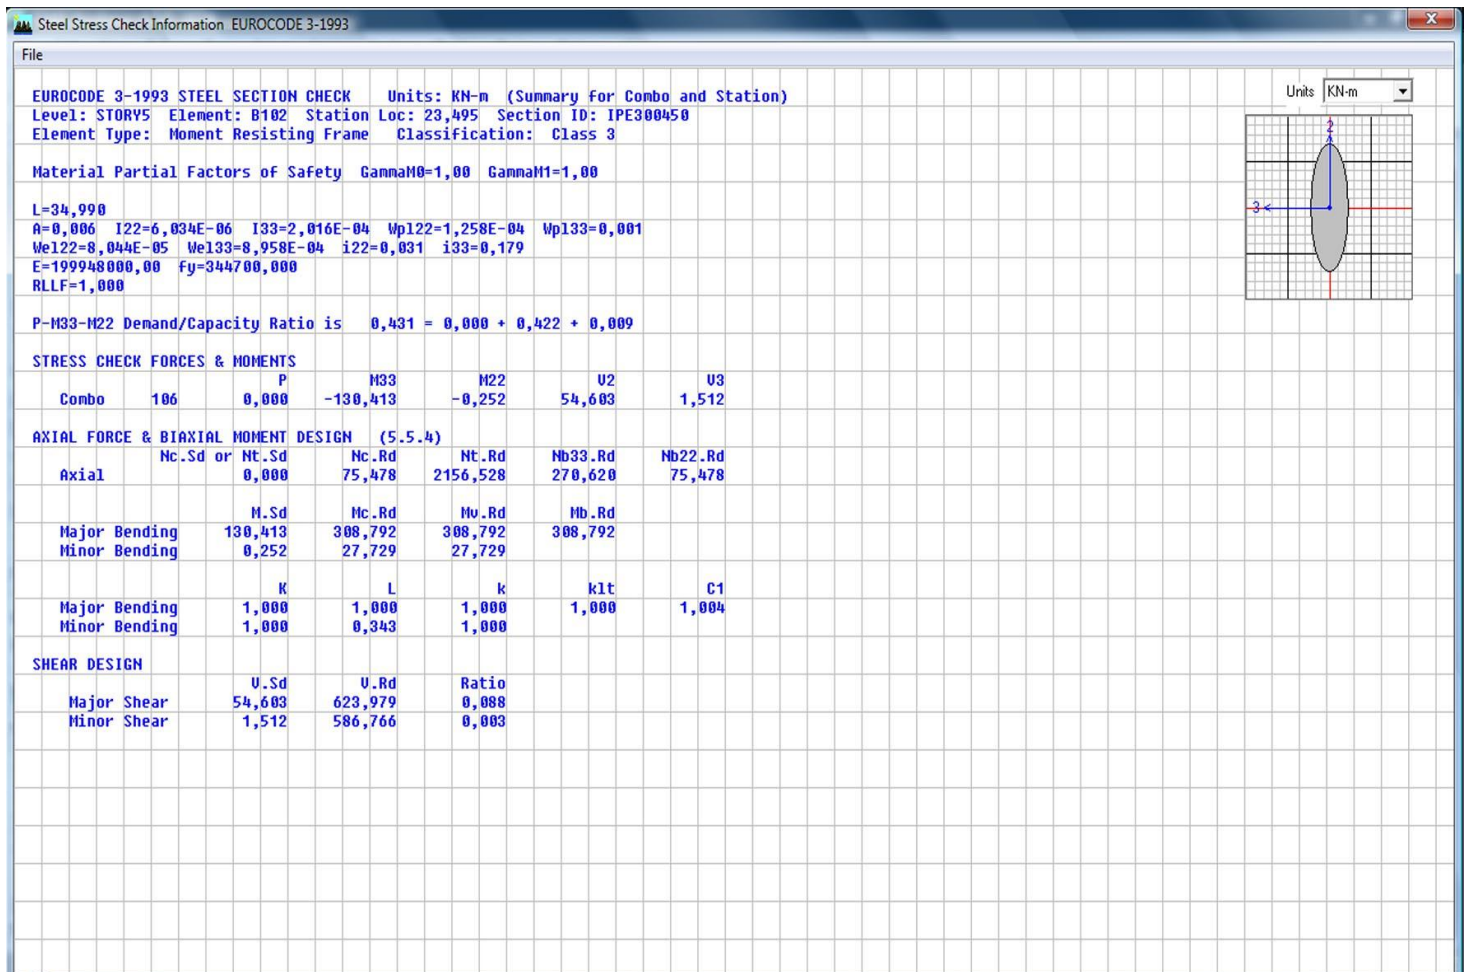 Steel Stress Check Information EUROCODE 3-1993
X
File
Units KN-m
2
3
EUROCODE 3-1993 STEEL SECTION CHECK Units: KN-m (Summary for Combo and Station)
Level: STORY5 Element: B102 Station Loc: 23,495 Section ID: IPE300450
Element Type: Moment Resisting Frame Classification: Class 3
Material Partial Factors of Safety GammaM0=1,00 GammaM1=1,00
L=34,990
A=0,006 I22=6,034E-06 I33=2,016E-04 Wpl22=1,258E-04 Wpl33=0,001
Wel22=8,044E-05 Wel33=8,958E-04 i22=0,031 i33=0,179
E=199948000,00 fy=344700,000
RLLF=1,000
P-M33-M22 Demand/Capacity Ratio is 0,431 = 0,000 + 0,422 + 0,009
STRESS CHECK FORCES & MOMENTS
P M33 M22 V2 V3
Combo 106 0,000 -130,413 -0,252 54,603 1,512
AXIAL FORCE & BIAXIAL MOMENT DESIGN (5.5.4)
Nc.Sd or Nt.Sd Nc.Rd Nt.Rd Nb33.Rd Nb22.Rd
Axial 0,000 75,478 2156,528 270,620 75,478
M.Sd Mc.Rd Mv.Rd Mb.Rd
Major Bending 130,413 308,792 308,792 308,792
Minor Bending 0,252 27,729 27,729
K L k klt C1
Major Bending 1,000 1,000 1,000 1,000 1,004
Minor Bending 1,000 0,343 1,000
SHEAR DESIGN
V.Sd V.Rd Ratio
Major Shear 54,603 623,979 0,088
Minor Shear 1,512 586,766 0,003